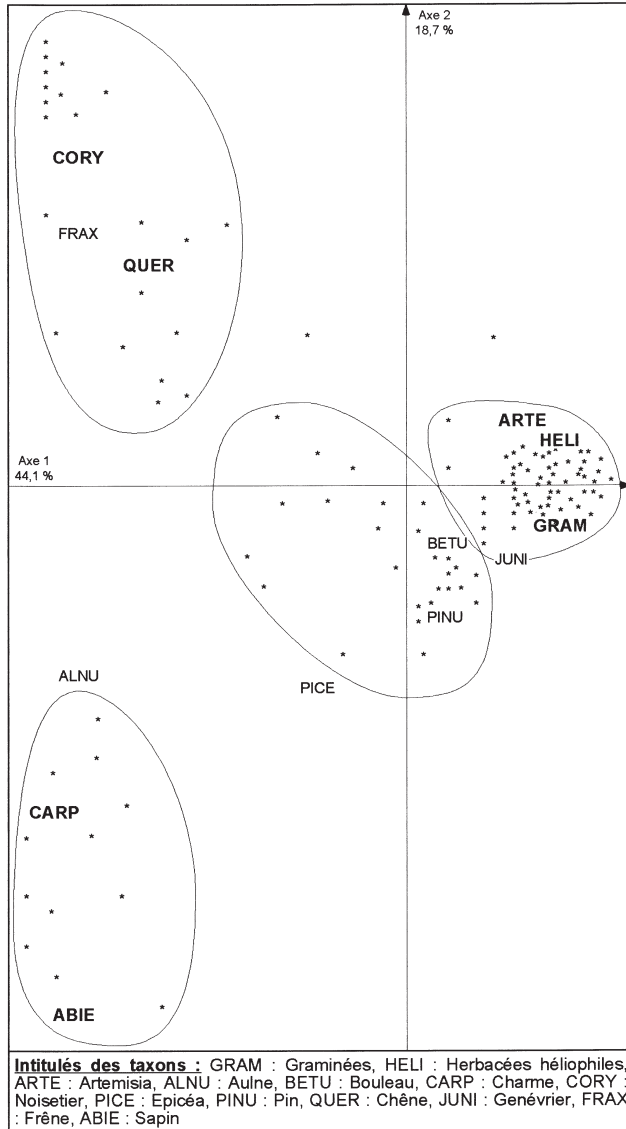 Axe 2
18,7 %
CORY
FRAX
QUER
ARTE
HELI
Axe 1
44,1 %
GRAM
BETU
JUNI
PINU
ALNU
PICE
CARP
ABIE
Intitulés des taxons : GRAM : Graminées, HELI : Herbacées héliophiles,
ARTE : Artemisia, ALNU : Aulne, BETU : Bouleau, CARP : Charme, CORY :
Noisetier, PICE : Epicéa, PINU : Pin, QUER : Chêne, JUNI : Genévrier, FRAX
: Frêne, ABIE : Sapin